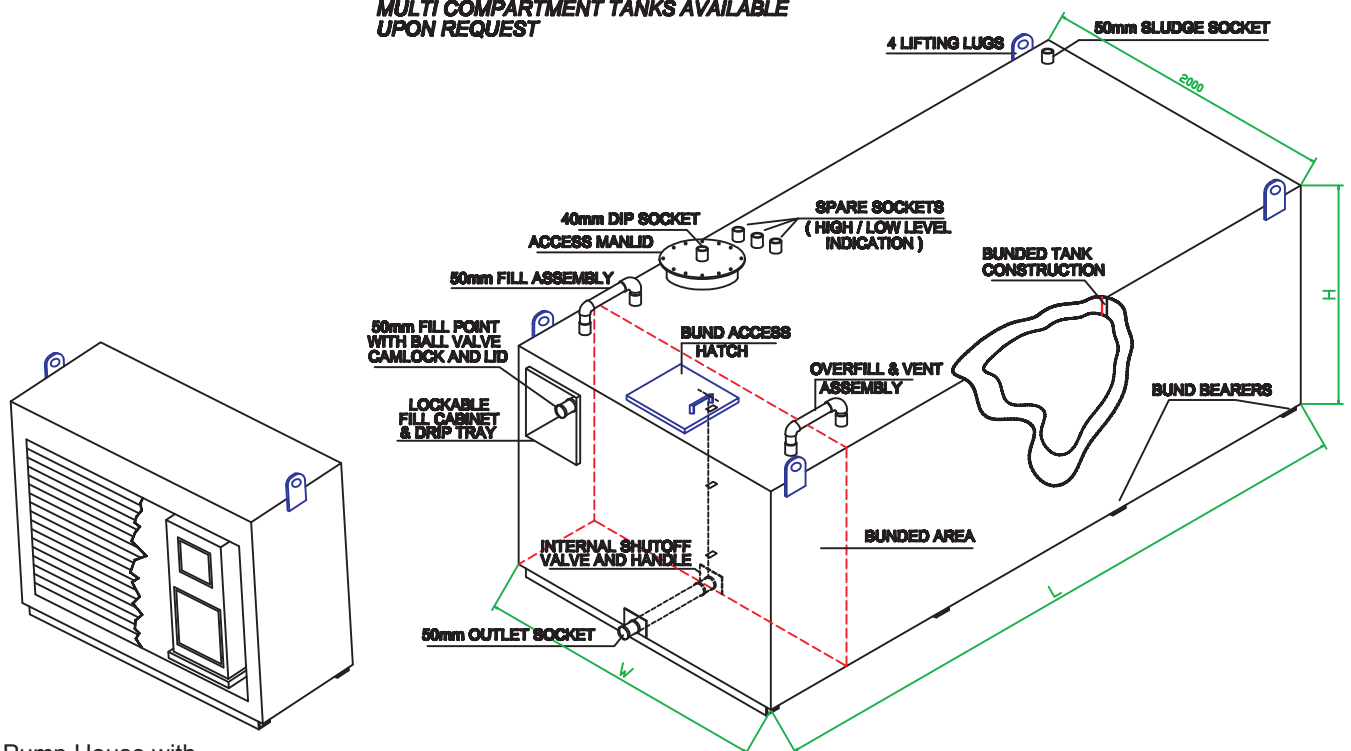 MULTI COMPARTMENT TANKS AVAILABLE
UPON REQUEST
4 LIFTING LUGS
50mm SLUDGE SOCKET
2000
40mm DIP SOCKET
SPARE SOCKETS
( HIGH / LOW LEVEL
INDICATION )
ACCESS MANLID
50mm FILL ASSEMBLY
BUNDED TANK
CONSTRUCTION
H
50mm FILL POINT
WITH BALL VALVE
CAMLOCK AND LID
BUND ACCESS
HATCH
OVERFILL & VENT
ASSEMBLY
BUND BEARERS
LOCKABLE
FILL CABINET
& DRIP TRAY
BUNDED AREA
INTERNAL SHUTOFF
VALVE AND HANDLE
L
50mm OUTLET SOCKET
W
Pump House with